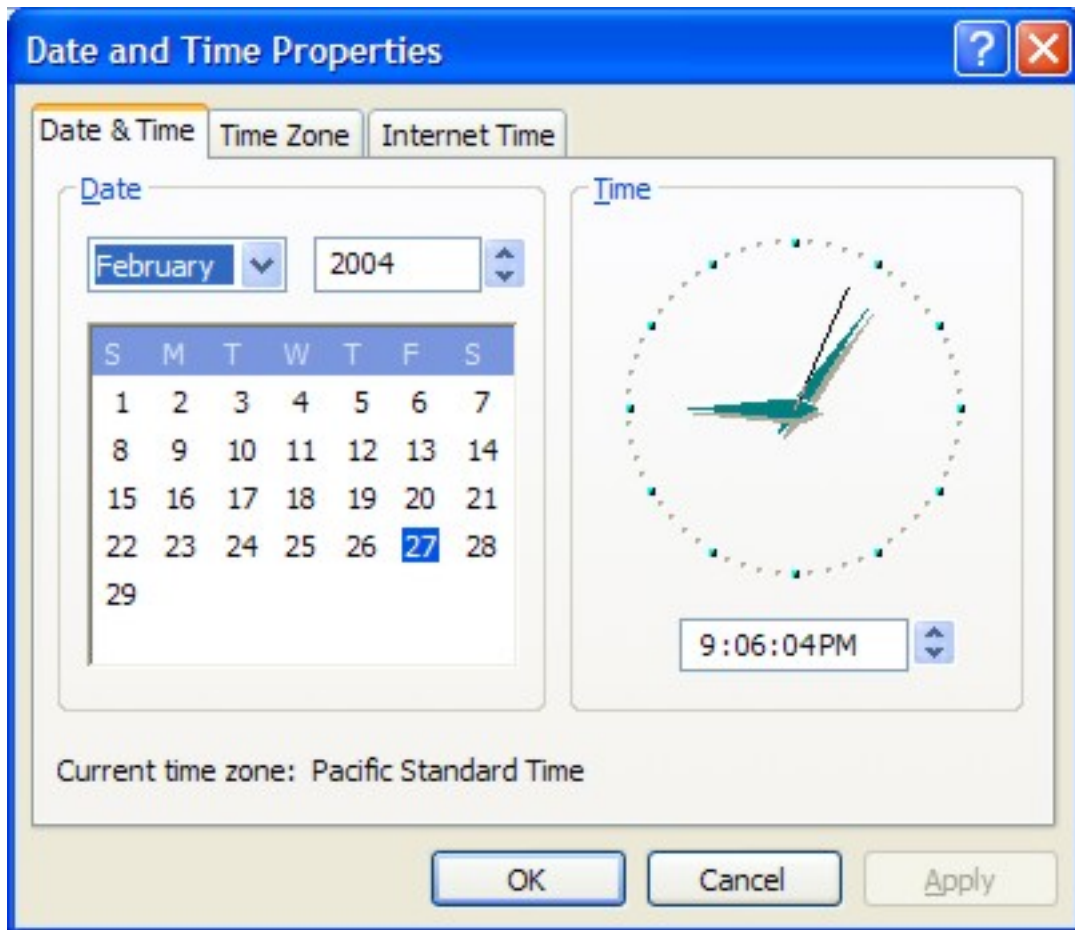 Date and Time Properties
Date & Time Time Zone Internet Time
Date
February 2004
S M T W T F S
1 2 3 4 5 6 7
8 9 10 11 12 13 14
15 16 17 18 19 20 21
22 23 24 25 26 27 28
29
Time
9:06:04PM
Current time zone: Pacific Standard Time
OK Cancel Apply